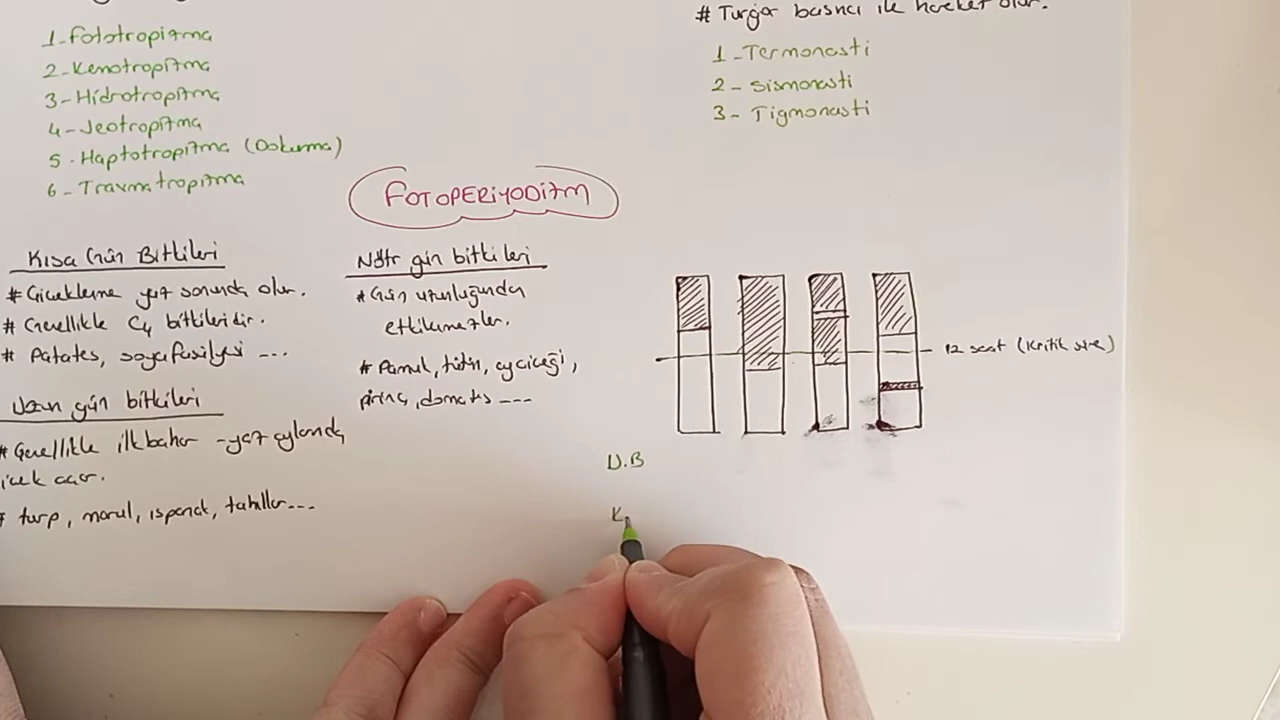 1-Fototropizma
2-Kemotropizma
3-Hidrotropizma
4-Jeotropizma
5-Haptotropizma (Dokunma)
6-Travmatropizma
# Turgor basıncı ile hareket olur.
1-Termonasti
2-Sismonasti
3-Tigmonasti
FOTOPERİYODİZM
Kısa Gün Bitkileri
# Çiçeklenme yaz sonunda olur.
# Genellikle C4 bitkileridir.
# Patates, soya fasülyesi ---
Uzun gün bitkileri
# Genellikle ilkbahar -yaz aylarında
çiçek açar.
# turp, marul, ıspanak, tahıllar---
Nötr gün bitkileri
# Gün uzunluğundan
etkilenmezler.
# Pamuk, tütün, ayçiçeği,
pirinç, domates ---
12 saat (kritik süre)
U.B
K